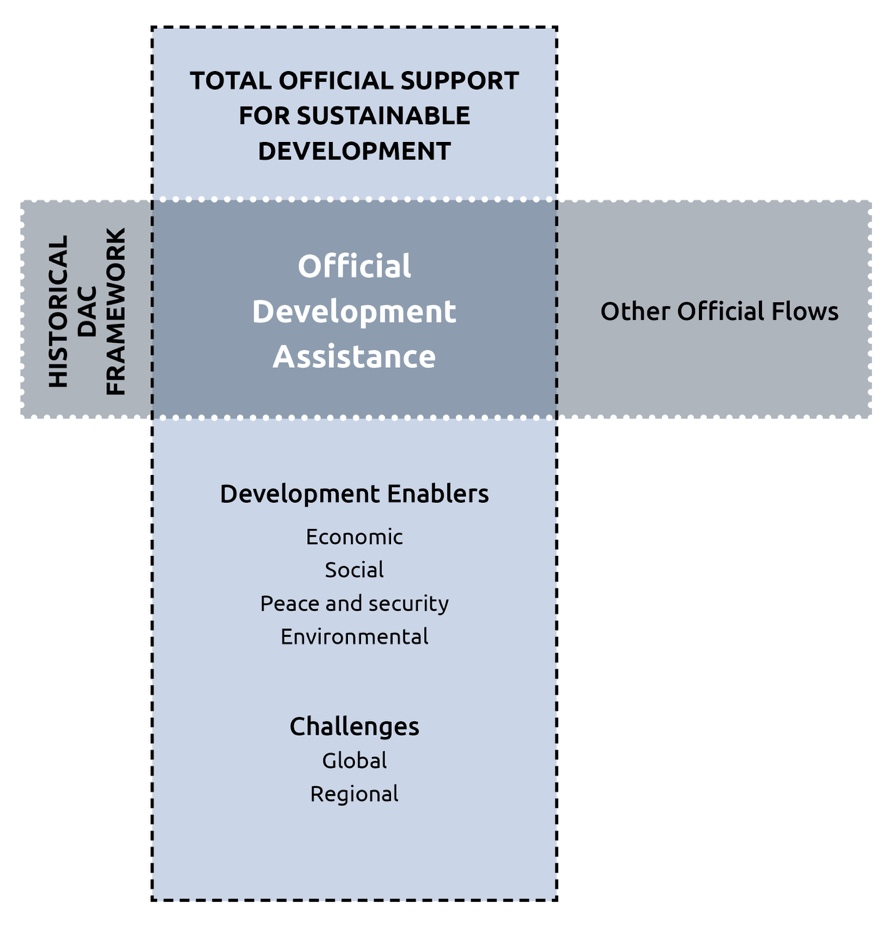 TOTAL OFFICIAL SUPPORT
FOR SUSTAINABLE
DEVELOPMENT
HISTORICAL
DAC
FRAMEWORK
Official
Development
Assistance
Other Official Flows
Development Enablers
Economic
Social
Peace and security
Environmental
Challenges
Global
Regional